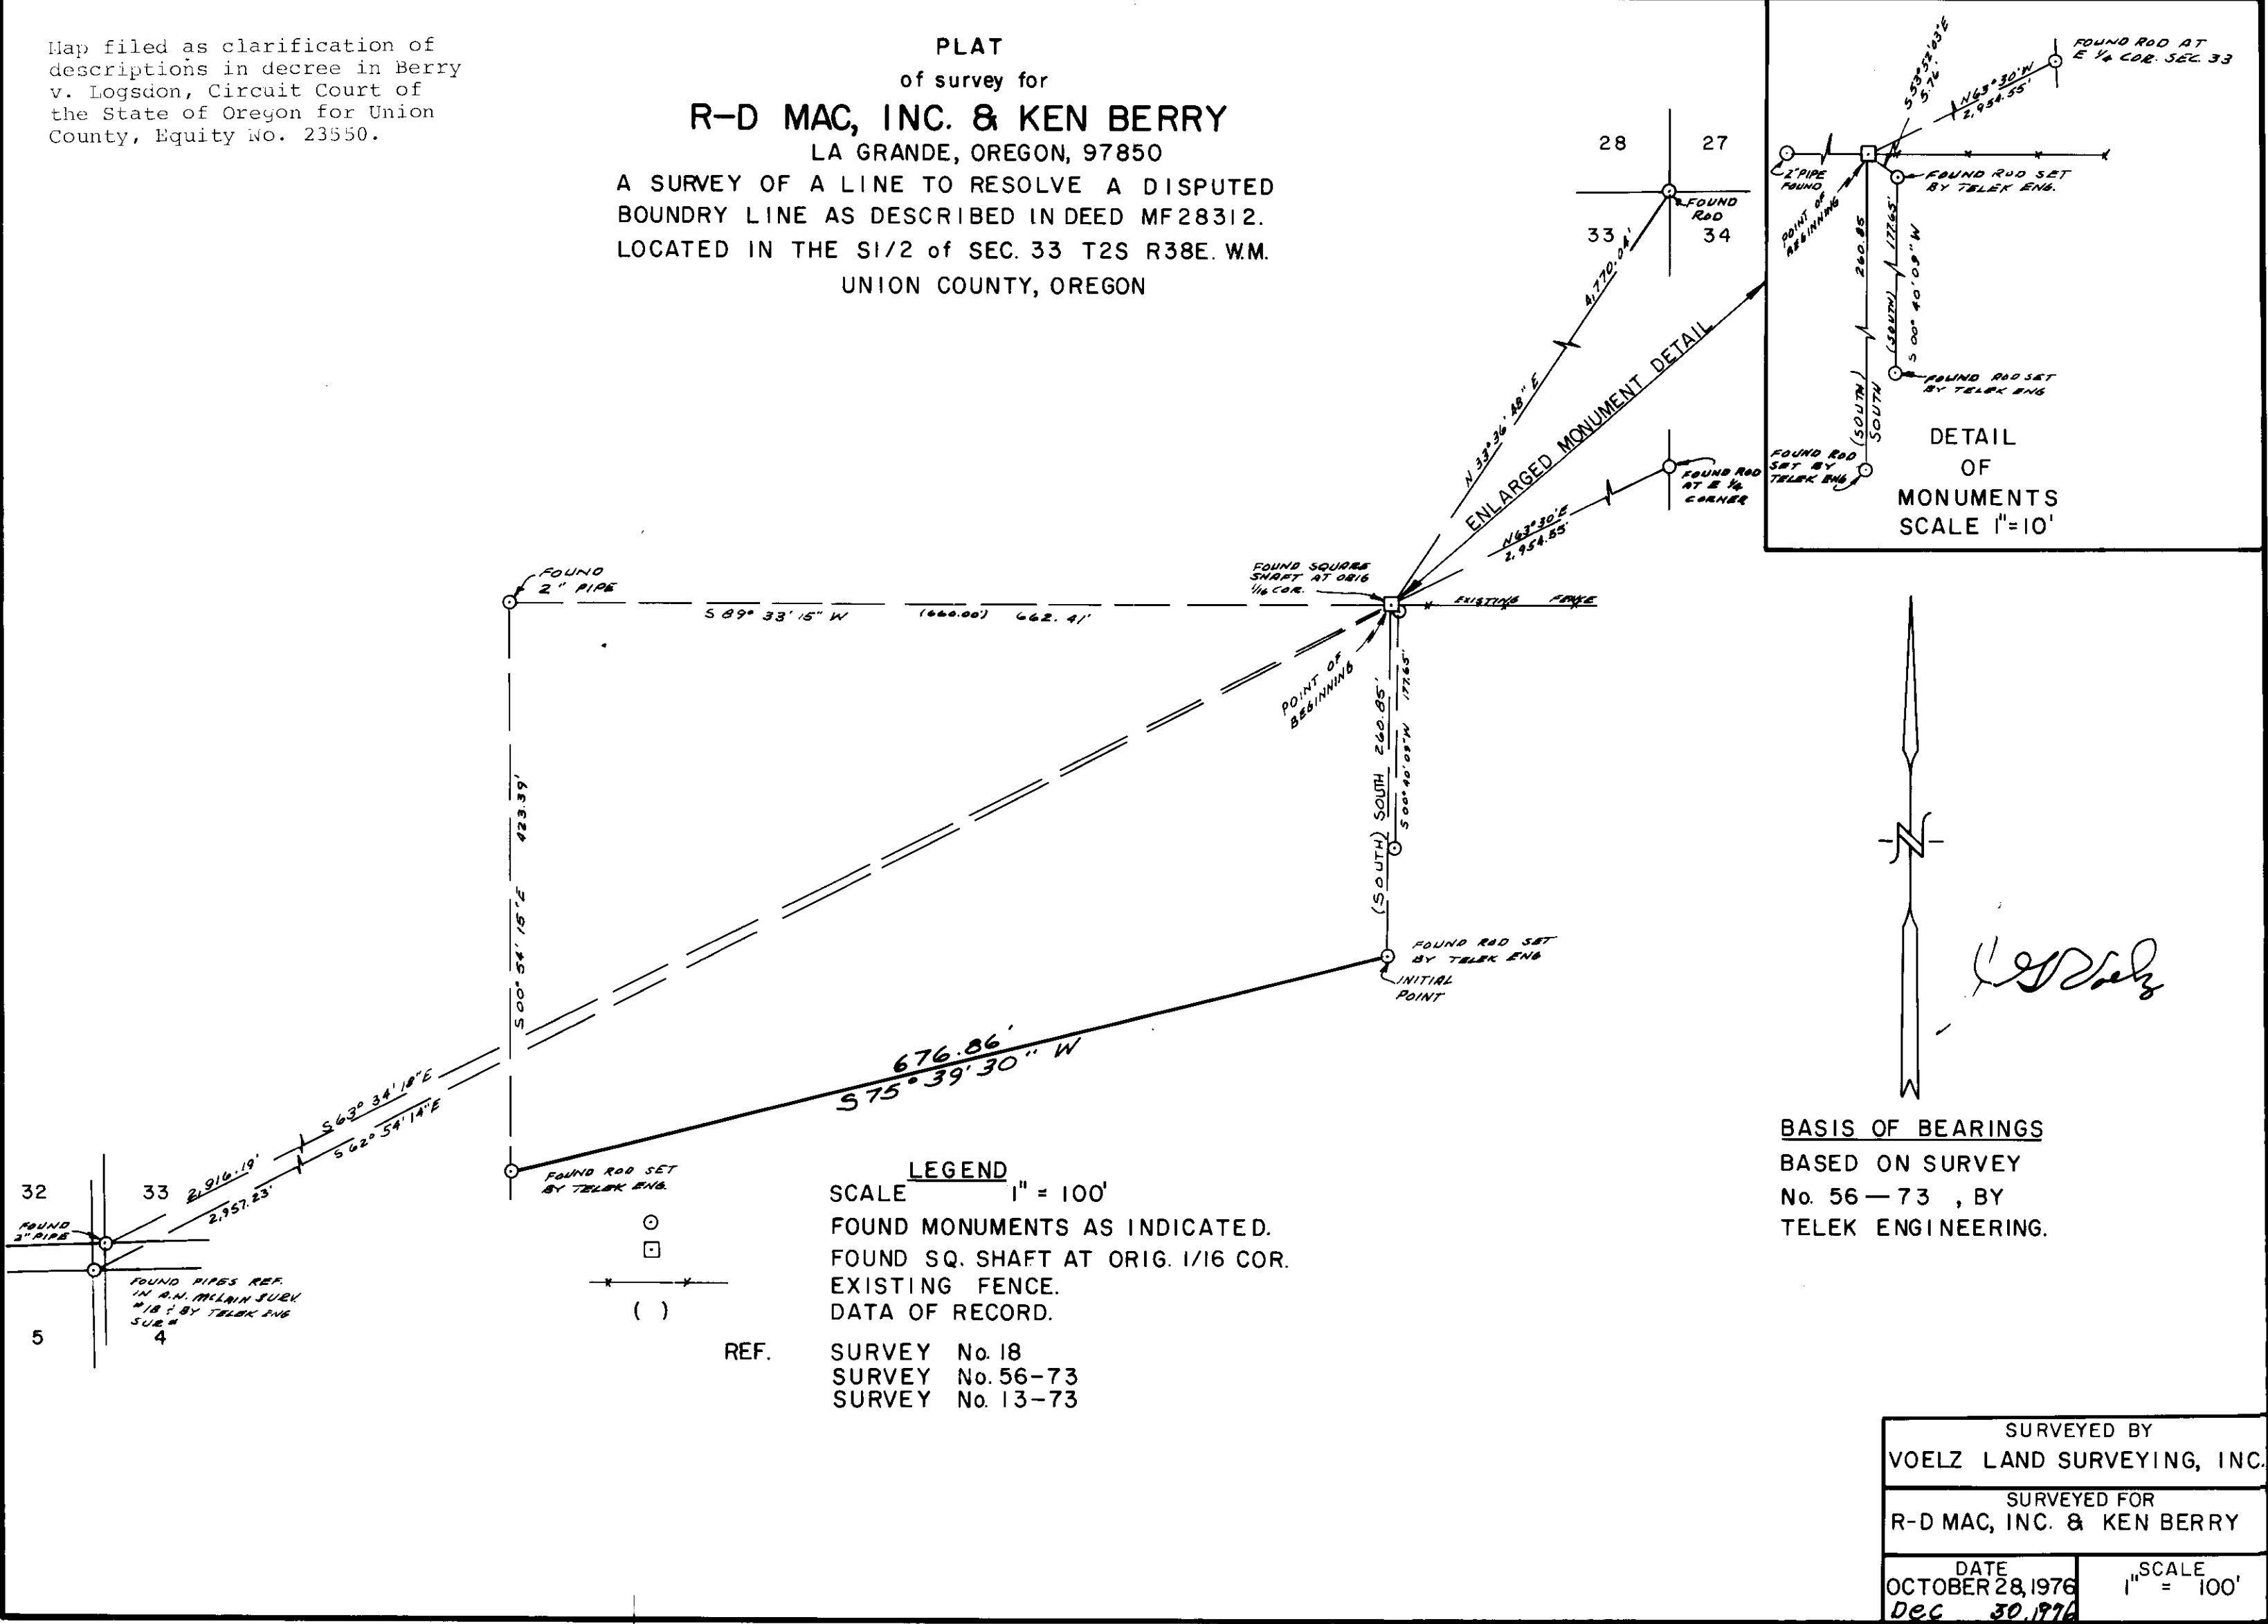 Map filed as clarification of
descriptions in decree in Berry
v. Logsdon, Circuit Court of
the State of Oregon for Union
County, Equity No. 23550.
PLAT
of survey for
R-D MAC, INC. & KEN BERRY
LA GRANDE, OREGON, 97850
A SURVEY OF A LINE TO RESOLVE A DISPUTED
BOUNDRY LINE AS DESCRIBED IN DEED MF28312.
LOCATED IN THE S1/2 of SEC. 33 T2S R38E. W.M.
UNION COUNTY, OREGON
28 27
FOUND
ROD
33 34
4,770.04'
N 33° 36' 48" E
ENLARGED MONUMENT DETAIL
FOUND ROD
AT E 1/4
CORNER
N63°30'E
2,954.55'
S 53°52'03"E
5.76'
N63°30'W
2,954.55'
FOUND ROD AT
E 1/4 COR. SEC. 33
2" PIPE
FOUND
POINT OF
BEGINNING
FOUND ROD SET
BY TELEK ENG.
260.85
(SOUTH)
SOUTH
(SOUTH) 177.65'
S 00° 40' 09" W
FOUND ROD SET
BY TELEK ENG
FOUND ROD
SET BY
TELEK ENG
DETAIL
OF
MONUMENTS
SCALE 1"=10'
FOUND
2" PIPE
S 89° 33' 15" W (660.00') 662.41'
FOUND SQUARE
SHAFT AT ORIG
1/16 COR.
EXISTING FENCE
POINT OF
BEGINNING
(SOUTH) SOUTH 260.85'
S 00° 40' 09" W 177.65'
S 00° 54' 15" E 423.39'
FOUND ROD SET
BY TELEK ENG
INITIAL
POINT
676.86'
S 75° 39' 30" W
S 63° 34' 18" E
2,916.19'
S 62° 54' 14" E
2,957.23'
32 33
FOUND
2" PIPE
FOUND PIPES REF.
IN A.N. McLAIN SURV.
#18 & BY TELEK ENG
SUR #
5 4
FOUND ROD SET
BY TELEK ENG.
LEGEND
SCALE 1" = 100'
FOUND MONUMENTS AS INDICATED.
FOUND SQ. SHAFT AT ORIG. 1/16 COR.
EXISTING FENCE.
( ) DATA OF RECORD.
REF. SURVEY No. 18
SURVEY No. 56-73
SURVEY No. 13-73
N
BASIS OF BEARINGS
BASED ON SURVEY
No. 56-73 , BY
TELEK ENGINEERING.
SURVEYED BY
VOELZ LAND SURVEYING, INC.
SURVEYED FOR
R-D MAC, INC. & KEN BERRY
DATE
OCTOBER 28, 1976
Dec 30, 1976
SCALE
1" = 100'